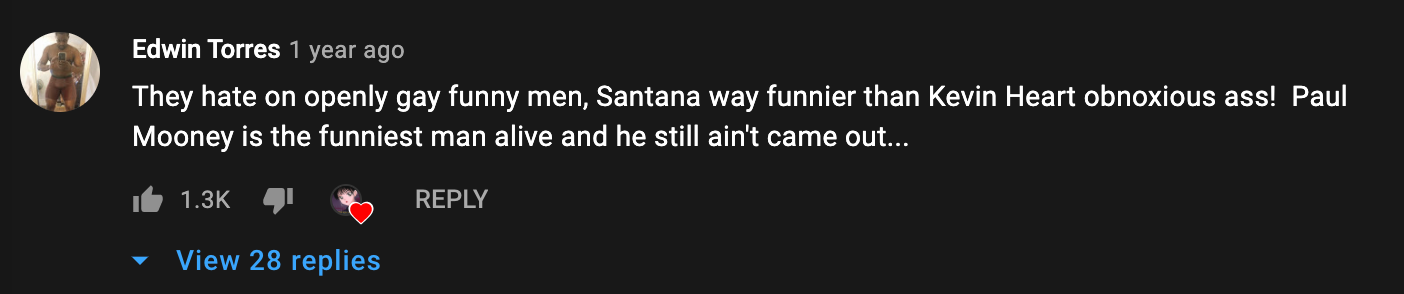 Edwin Torres 1 year ago
They hate on openly gay funny men, Santana way funnier than Kevin Heart obnoxious ass!  Paul
Mooney is the funniest man alive and he still ain't came out...
1.3K REPLY
View 28 replies